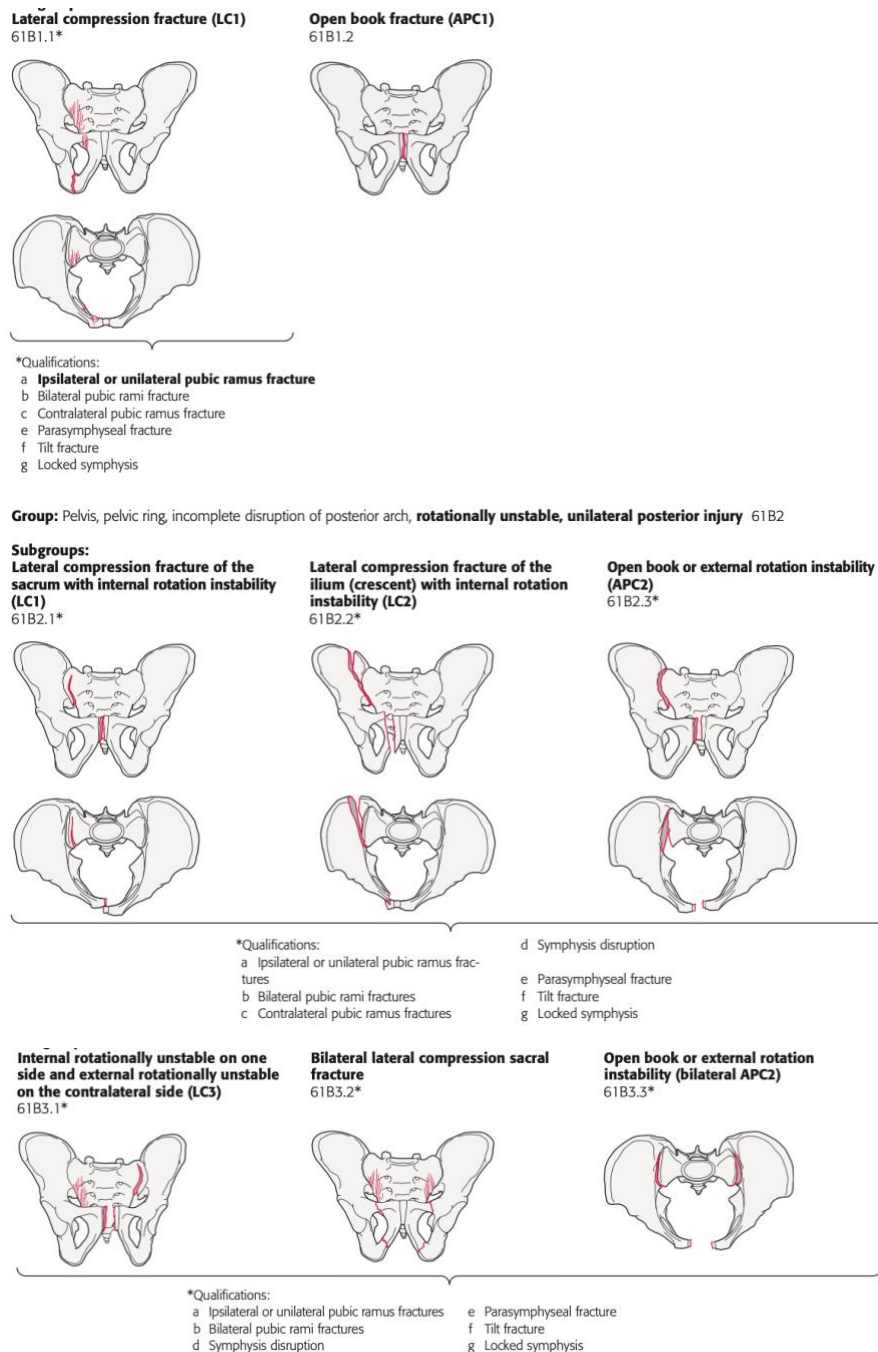 Lateral compression fracture (LC1)
61B1.1*
Open book fracture (APC1)
61B1.2
*Qualifications:
a Ipsilateral or unilateral pubic ramus fracture
b Bilateral pubic rami fracture
c Contralateral pubic ramus fracture
e Parasymphyseal fracture
f Tilt fracture
g Locked symphysis
Group: Pelvis, pelvic ring, incomplete disruption of posterior arch, rotationally unstable, unilateral posterior injury 61B2
Subgroups:
Lateral compression fracture of the
sacrum with internal rotation instability
(LC1)
61B2.1*
Lateral compression fracture of the
ilium (crescent) with internal rotation
instability (LC2)
61B2.2*
Open book or external rotation instability
(APC2)
61B2.3*
*Qualifications:
a Ipsilateral or unilateral pubic ramus frac-
tures
b Bilateral pubic rami fractures
c Contralateral pubic ramus fractures
d Symphysis disruption
e Parasymphyseal fracture
f Tilt fracture
g Locked symphysis
Internal rotationally unstable on one
side and external rotationally unstable
on the contralateral side (LC3)
61B3.1*
Bilateral lateral compression sacral
fracture
61B3.2*
Open book or external rotation
instability (bilateral APC2)
61B3.3*
*Qualifications:
a Ipsilateral or unilateral pubic ramus fractures
b Bilateral pubic rami fractures
d Symphysis disruption
e Parasymphyseal fracture
f Tilt fracture
g Locked symphysis